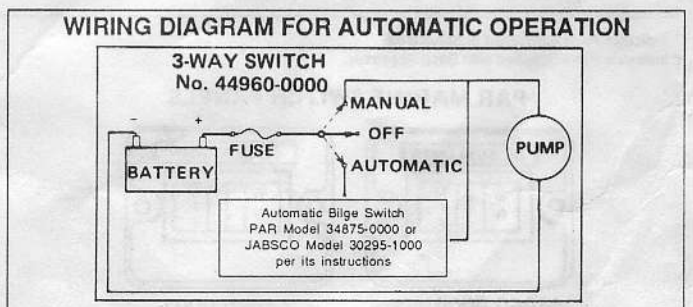 WIRING DIAGRAM FOR AUTOMATIC OPERATION
3-WAY SWITCH
No. 44960-0000
MANUAL
- +
OFF
FUSE
PUMP
BATTERY
AUTOMATIC
Automatic Bilge Switch
PAR Model 34875-0000 or
JABSCO Model 30295-1000
per its instructions